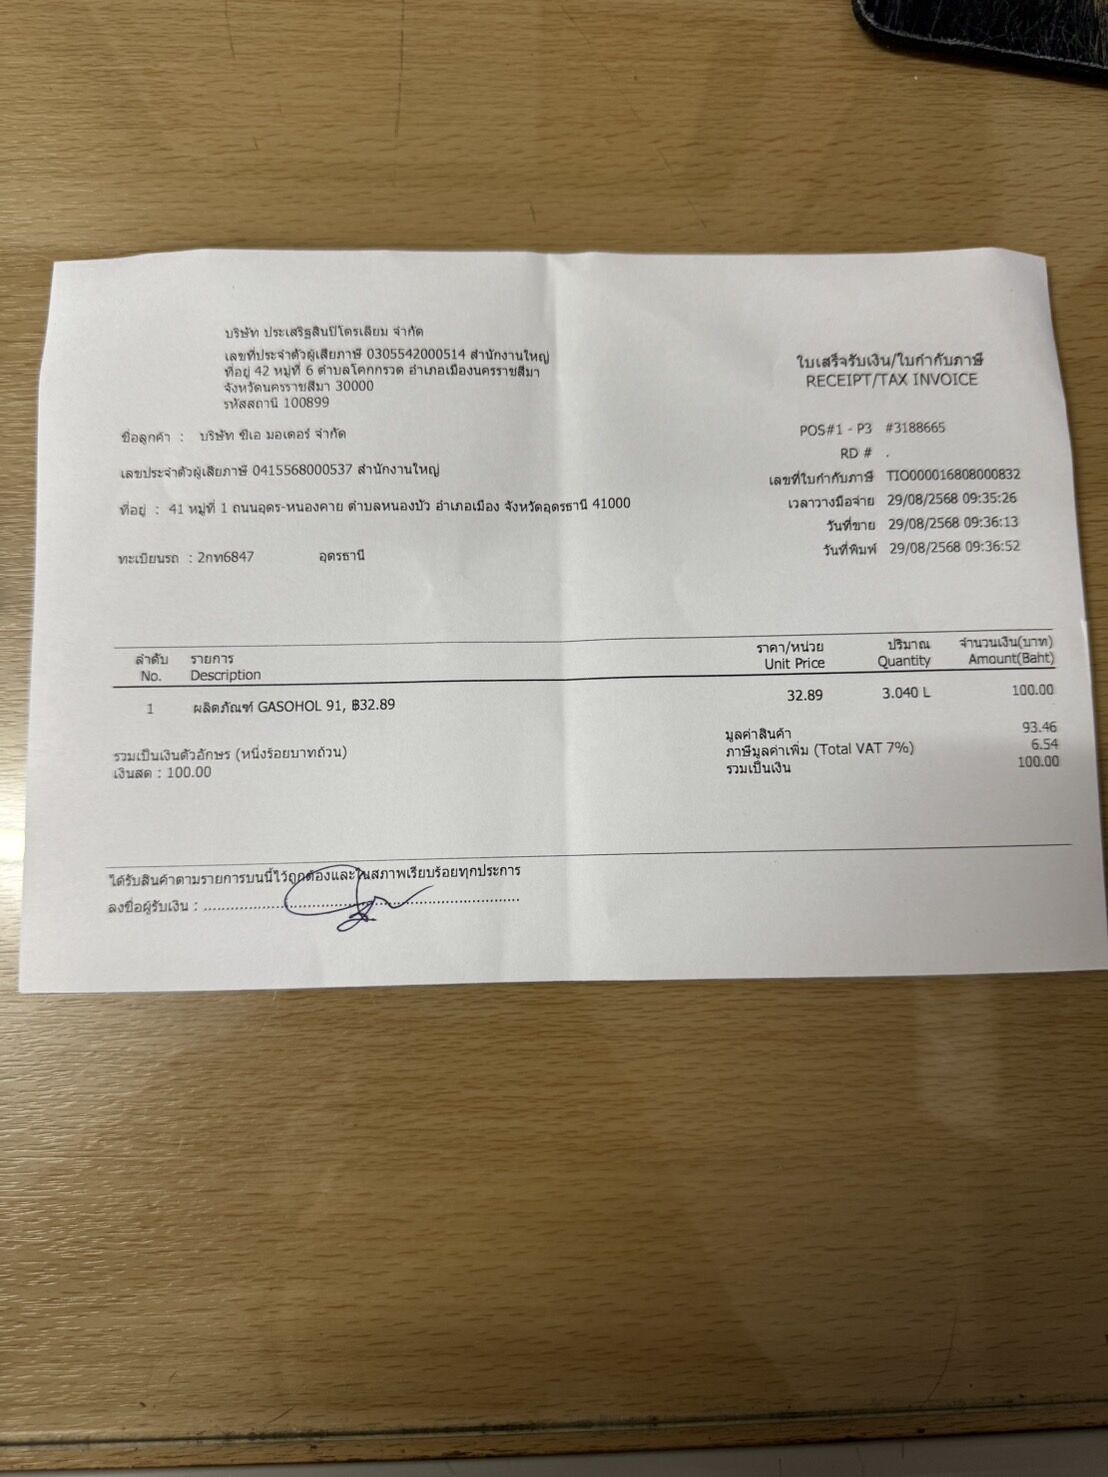 บริษัท ประเสริฐสินปิโตรเลียม จำกัด
เลขที่ประจำตัวผู้เสียภาษี 0305542000514 สำนักงานใหญ่
ที่อยู่ 42 หมู่ที่ 6 ตำบลโคกกรวด อำเภอเมืองนครราชสีมา
จังหวัดนครราชสีมา 30000
รหัสสถานี 100899
ใบเสร็จรับเงิน/ใบกำกับภาษี
RECEIPT/TAX INVOICE
ชื่อลูกค้า : บริษัท ซีเอ มอเตอร์ จำกัด
เลขประจำตัวผู้เสียภาษี 0415568000537 สำนักงานใหญ่
ที่อยู่ : 41 หมู่ที่ 1 ถนนอุดร-หนองคาย ตำบลหนองบัว อำเภอเมือง จังหวัดอุดรธานี 41000
ทะเบียนรถ : 2กท6847 อุดรธานี
POS#1 - P3 #3188665
RD # .
เลขที่ใบกำกับภาษี TIO000016808000832
เวลาวางมือจ่าย 29/08/2568 09:35:26
วันที่ขาย 29/08/2568 09:36:13
วันที่พิมพ์ 29/08/2568 09:36:52
ลำดับ รายการ ราคา/หน่วย ปริมาณ จำนวนเงิน(บาท)
No. Description Unit Price Quantity Amount(Baht)
1 ผลิตภัณฑ์ GASOHOL 91, ฿32.89 32.89 3.040 L 100.00
มูลค่าสินค้า 93.46
รวมเป็นเงินตัวอักษร (หนึ่งร้อยบาทถ้วน) ภาษีมูลค่าเพิ่ม (Total VAT 7%) 6.54
เงินสด : 100.00 รวมเป็นเงิน 100.00
ได้รับสินค้าตามรายการบนนี้ไว้ถูกต้องและในสภาพเรียบร้อยทุกประการ
ลงชื่อผู้รับเงิน :